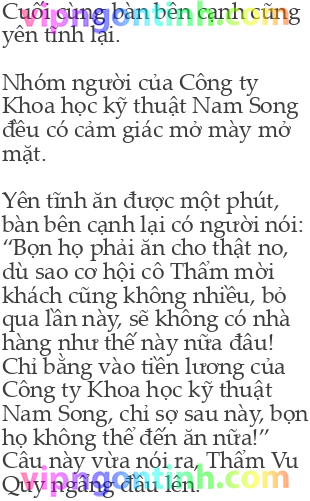 Cuối cùng bàn bên cạnh cũng
yên tĩnh lại.
Nhóm người của Công ty
Khoa học kỹ thuật Nam Song
đều có cảm giác mở mày mở
mặt.
Yên tĩnh ăn được một phút,
bàn bên cạnh lại có người nói:
“Bọn họ phải ăn cho thật no,
dù sao cơ hội cô Thẩm mời
khách cũng không nhiều, bỏ
qua lần này, sẽ không có nhà
hàng như thế này nữa đâu!
Chỉ bằng vào tiền lương của
Công ty Khoa học kỹ thuật
Nam Song, chỉ sợ sau này, bọn
họ không thể đến ăn nữa!”
Câu này vừa nói ra, Thẩm Vu
Quy ngẩng đầu lên.
vipngontinh.com
vipngontinh.com